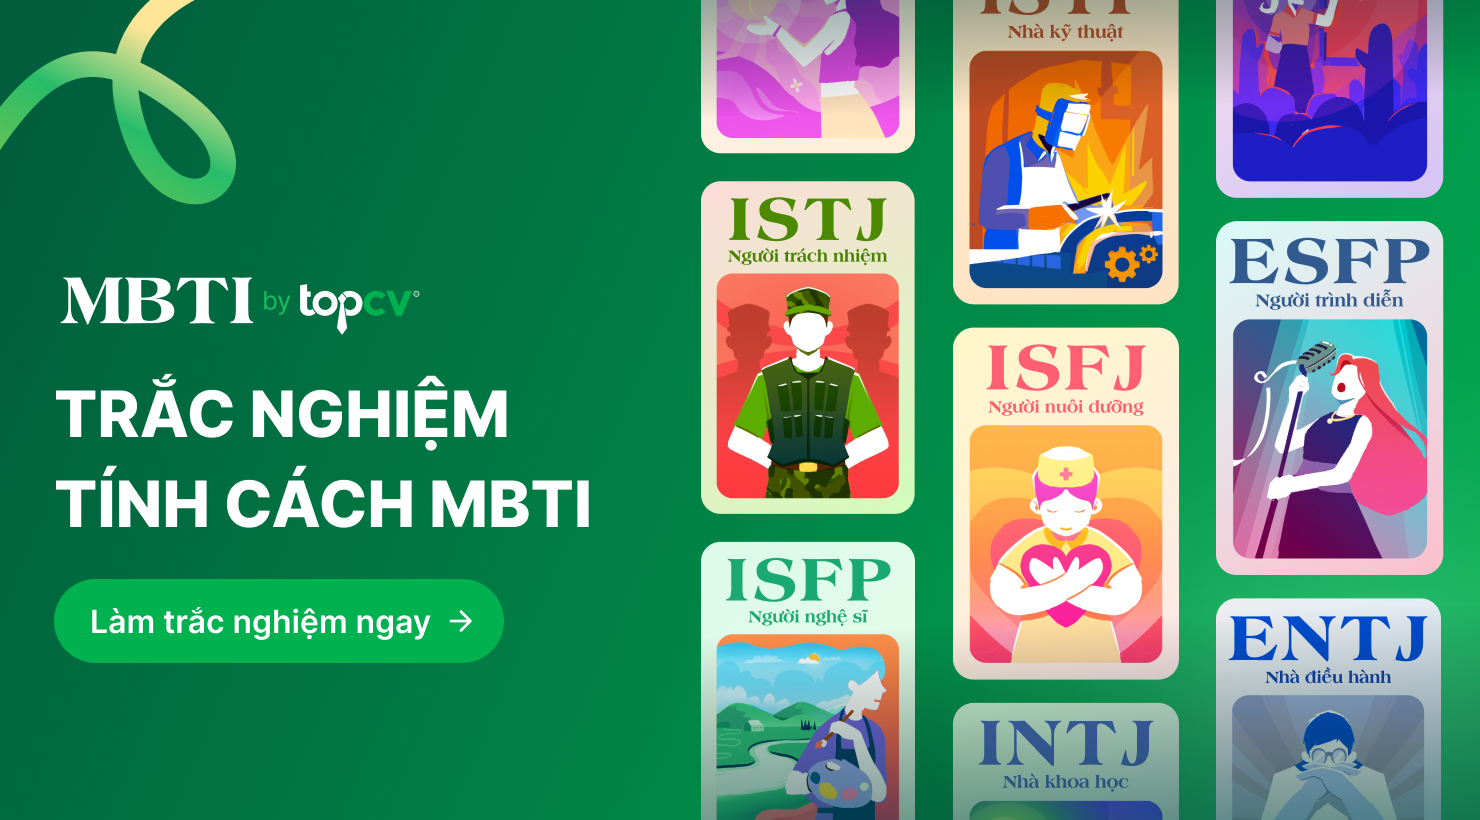 MBTI by topCV
TRẮC NGHIỆM
TÍNH CÁCH MBTI
Làm trắc nghiệm ngay →
ISTJ
Người trách nhiệm
ISFP
Người nghệ sĩ
ISTP
Nhà kỹ thuật
ISFJ
Người nuôi dưỡng
INTJ
Nhà khoa học
ESFP
Người trình diễn
ENTJ
Nhà điều hành